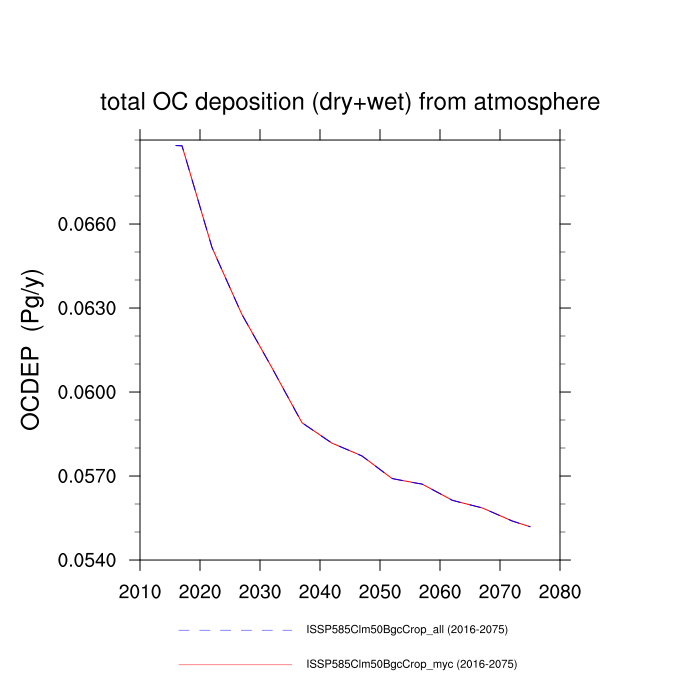 total OC deposition (dry+wet) from atmosphere
OCDEP (Pg/y)
0.0660
0.0630
0.0600
0.0570
0.0540
2010 2020 2030 2040 2050 2060 2070 2080
ISSP585Clm50BgcCrop_all (2016-2075)
ISSP585Clm50BgcCrop_myc (2016-2075)